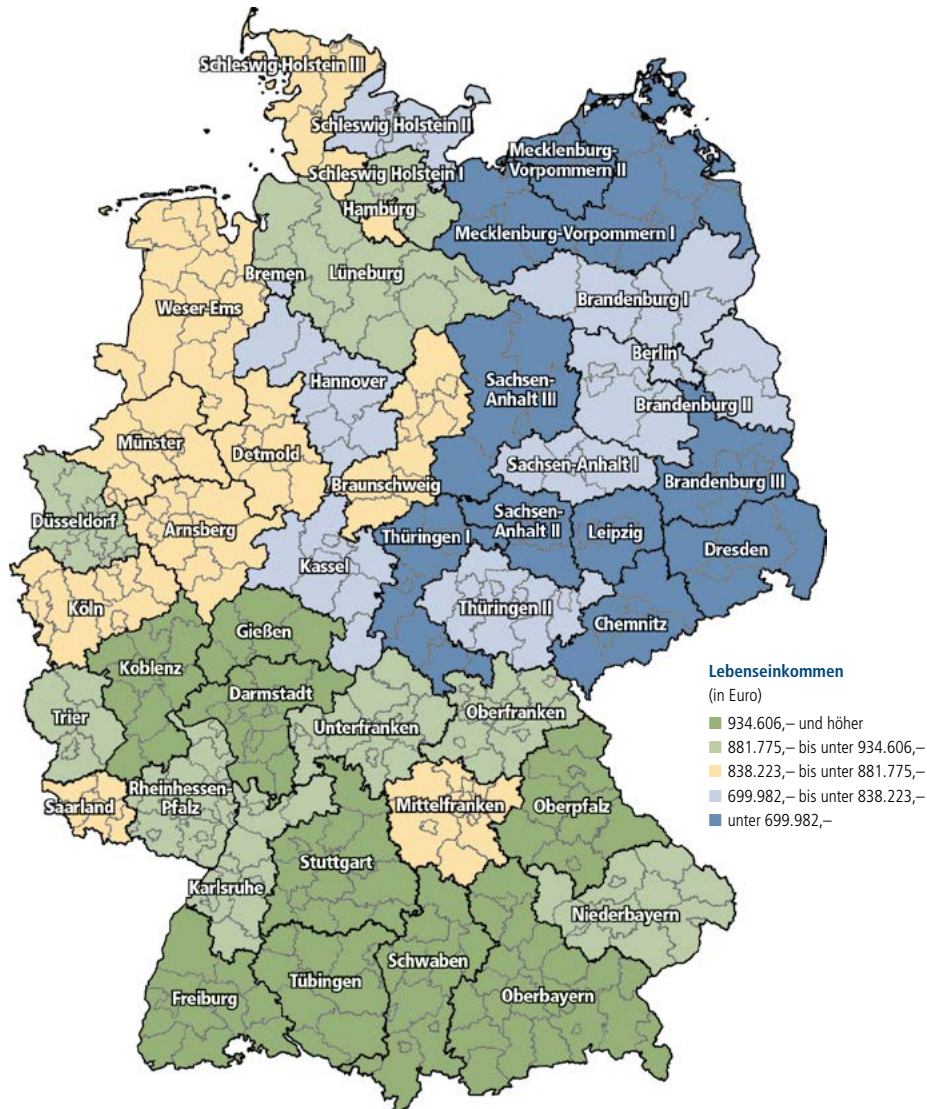 Schleswig Holstein III
Schleswig Holstein II
Mecklenburg-
Vorpommern II
Schleswig Holstein I
Hamburg
Mecklenburg-Vorpommern I
Bremen
Lüneburg
Brandenburg I
Weser-Ems
Berlin
Hannover
Sachsen-
Anhalt III
Brandenburg II
Münster
Detmold
Sachsen-Anhalt I
Braunschweig
Brandenburg III
Düsseldorf
Arnsberg
Thüringen I
Sachsen-
Anhalt II
Leipzig
Dresden
Kassel
Köln
Thüringen II
Chemnitz
Gießen
Koblenz
Darmstadt
Trier
Unterfranken
Oberfranken
Saarland
Rheinhessen-
Pfalz
Mittelfranken
Oberpfalz
Stuttgart
Karlsruhe
Niederbayern
Schwaben
Tübingen
Freiburg
Oberbayern
Lebenseinkommen
(in Euro)
934.606,– und höher
881.775,– bis unter 934.606,–
838.223,– bis unter 881.775,–
699.982,– bis unter 838.223,–
unter 699.982,–